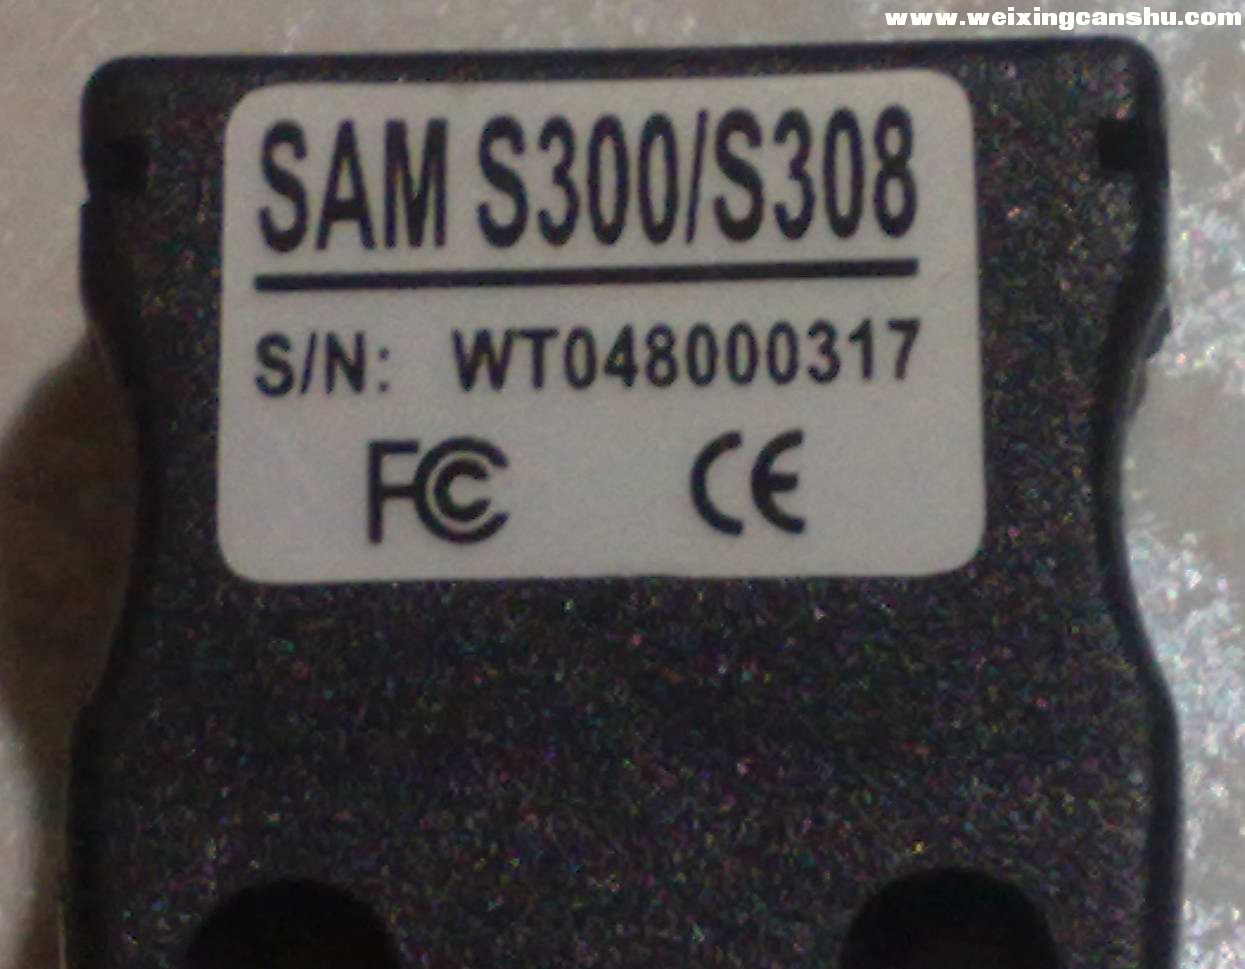 www.weixingcanshu.com
SAM S300/S308
S/N: WT048000317
FC CE